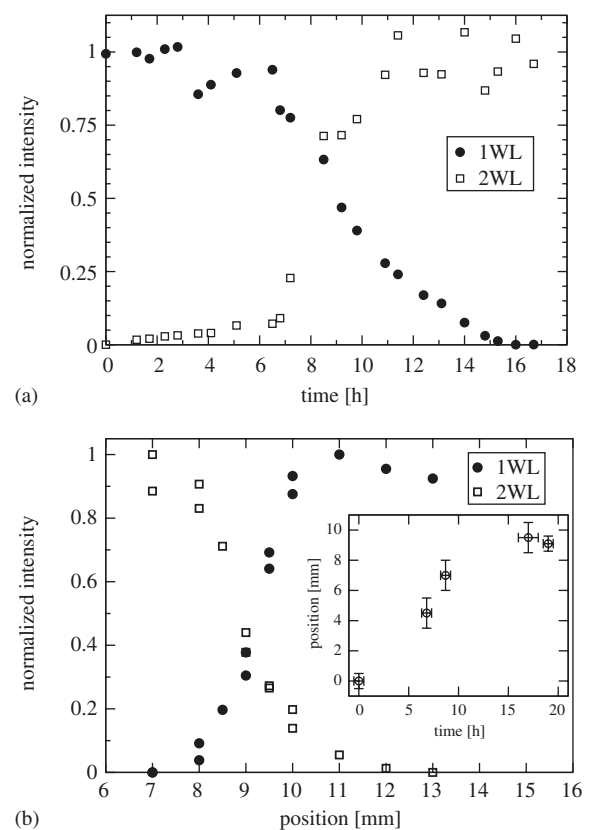 1
0.75
0.5
0.25
0
normalized intensity
1WL
2WL
0 2 4 6 8 10 12 14 16 18
time [h]
(a)
1
0.8
0.6
0.4
0.2
0
normalized intensity
1WL
2WL
10
8
6
4
2
0
position [mm]
0 5 10 15 20
time [h]
6 7 8 9 10 11 12 13 14 15 16
position [mm]
(b)